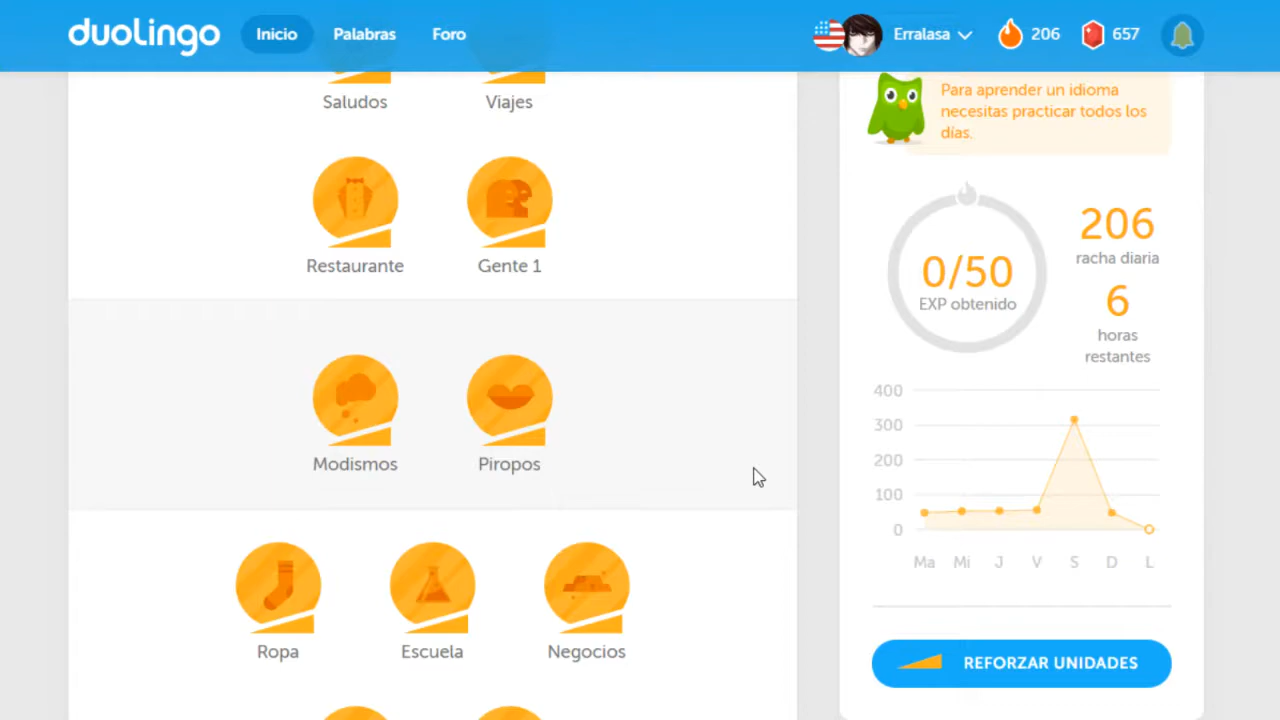 duolingo
Inicio
Palabras
Foro
Erralasa
206
657
Saludos
Viajes
Restaurante
Gente 1
Modismos
Piropos
Ropa
Escuela
Negocios
Para aprender un idioma
necesitas practicar todos los
días.
0/50
EXP obtenido
206
racha diaria
6
horas
restantes
400
300
200
100
0
Ma Mi J V S D L
REFORZAR UNIDADES